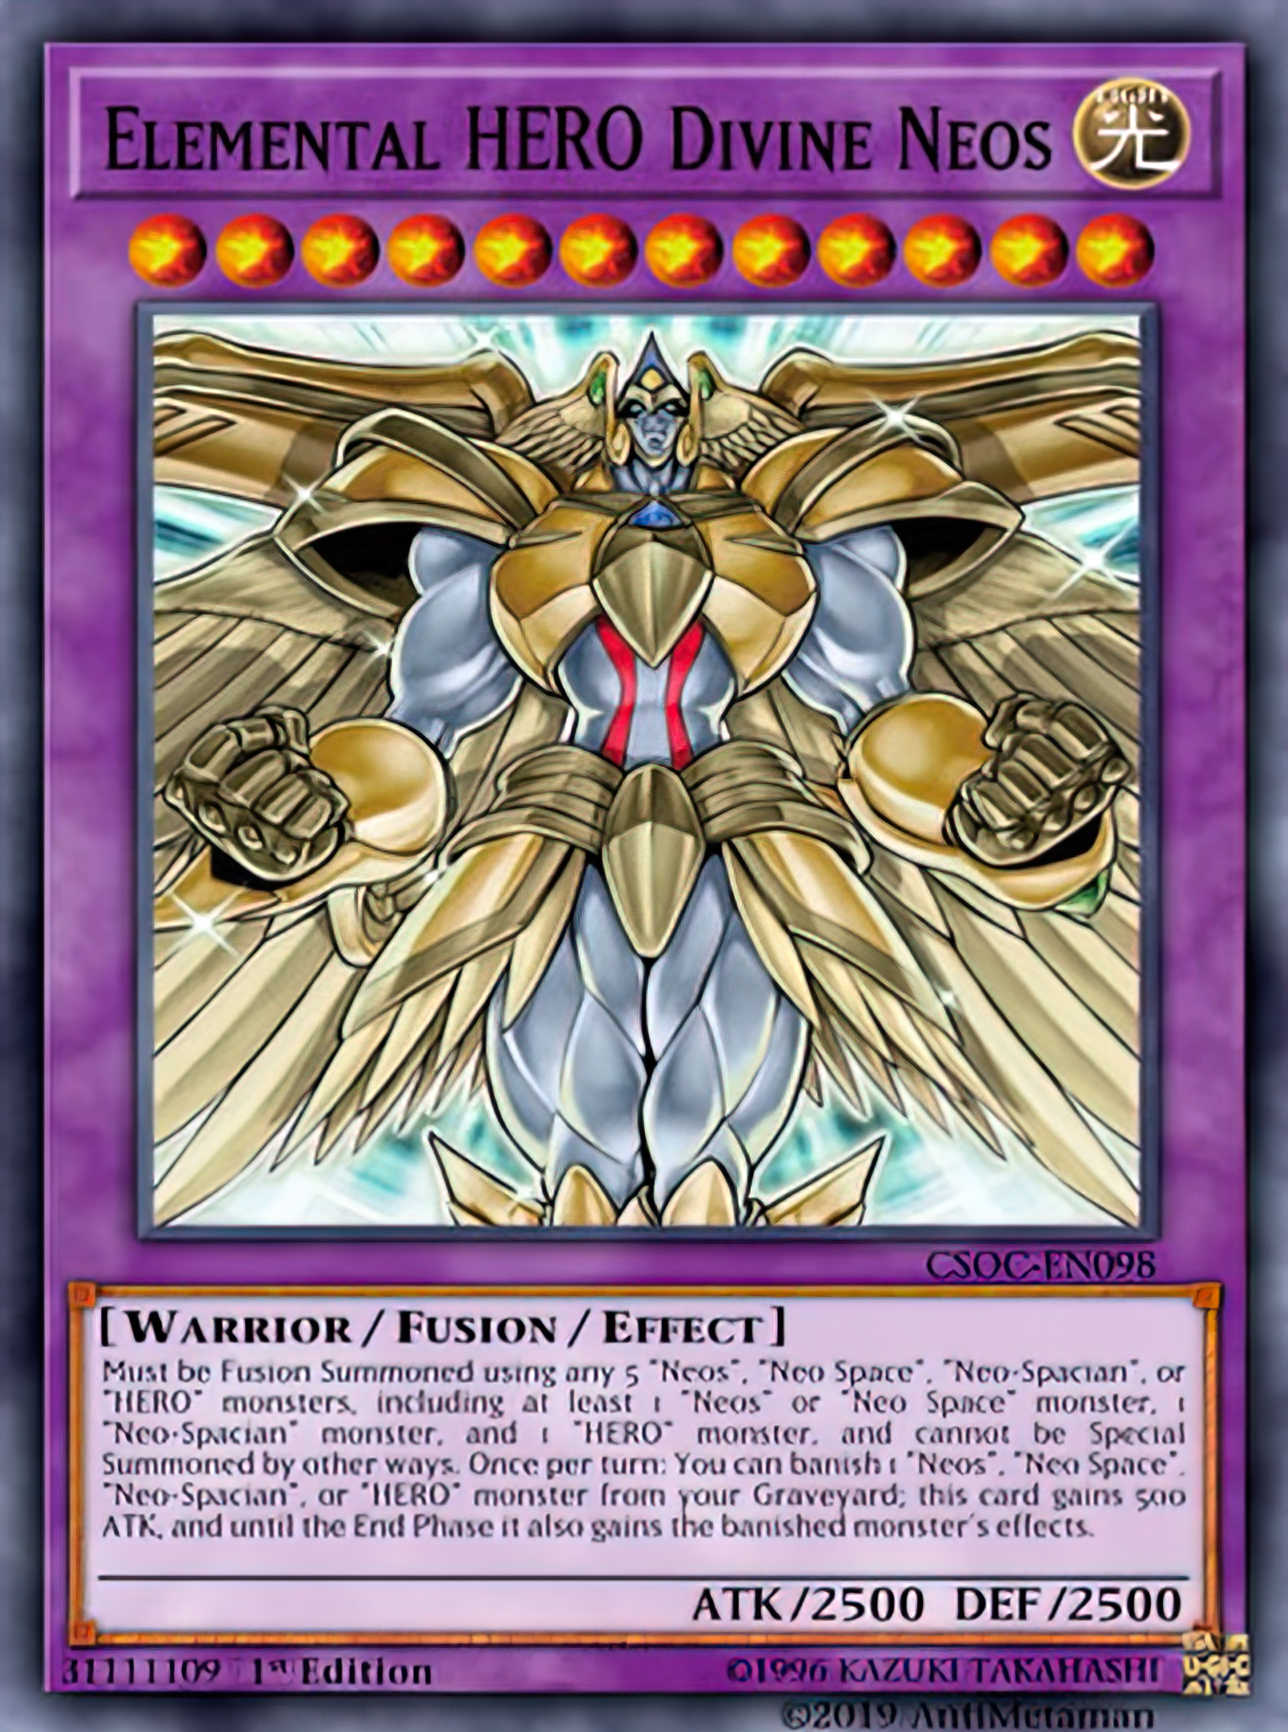 ELEMENTAL HERO DIVINE NEOS
LIGHT
光
CSOC-EN098
[ WARRIOR / FUSION / EFFECT ]
Must be Fusion Summoned using any 5 "Neos", "Neo Space", "Neo-Spacian", or
"HERO" monsters, including at least 1 "Neos" or "Neo Space" monster, 1
"Neo-Spacian" monster, and 1 "HERO" monster, and cannot be Special
Summoned by other ways. Once per turn: You can banish 1 "Neos", "Neo Space",
"Neo-Spacian", or "HERO" monster from your Graveyard; this card gains 500
ATK, and until the End Phase it also gains the banished monster's effects.
ATK/2500 DEF/2500
31111109 1st Edition
©1996 KAZUKI TAKAHASHI
©2019 AntiMetaman